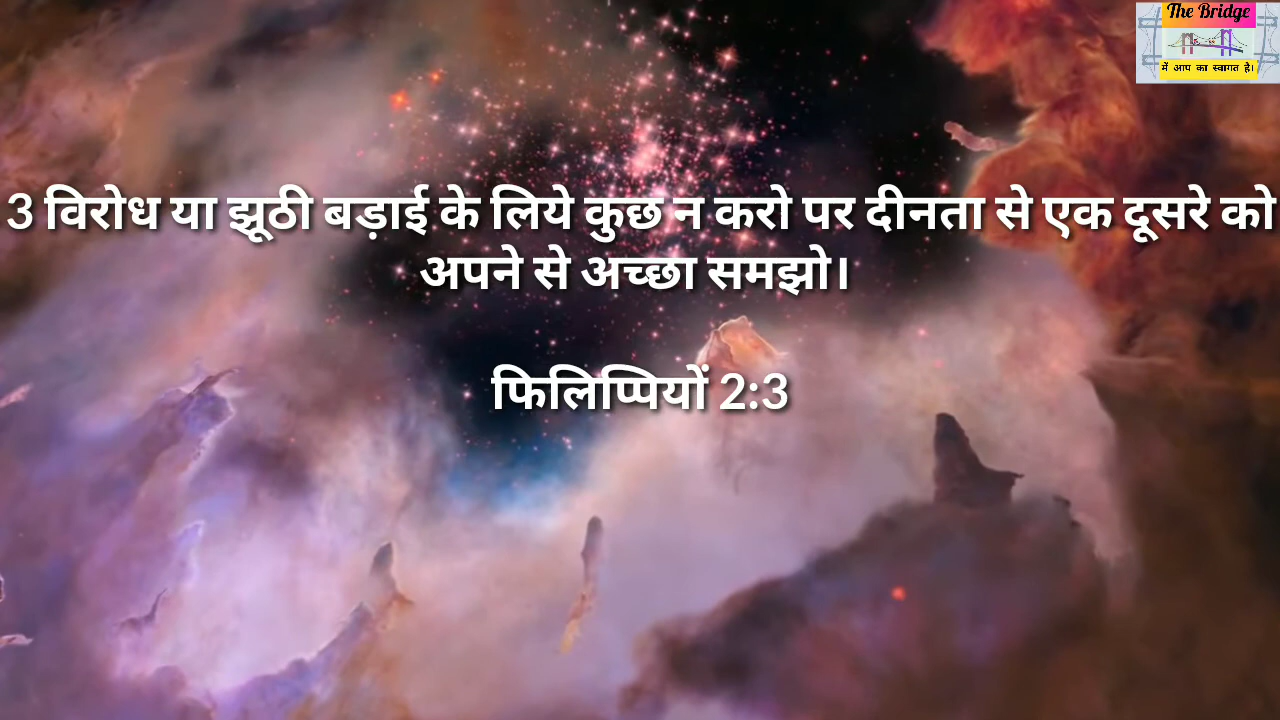 The Bridge
में आप का स्वागत है।
3 विरोध या झूठी बड़ाई के लिये कुछ न करो पर दीनता से एक दूसरे को
अपने से अच्छा समझो।
फिलिप्पियों 2:3